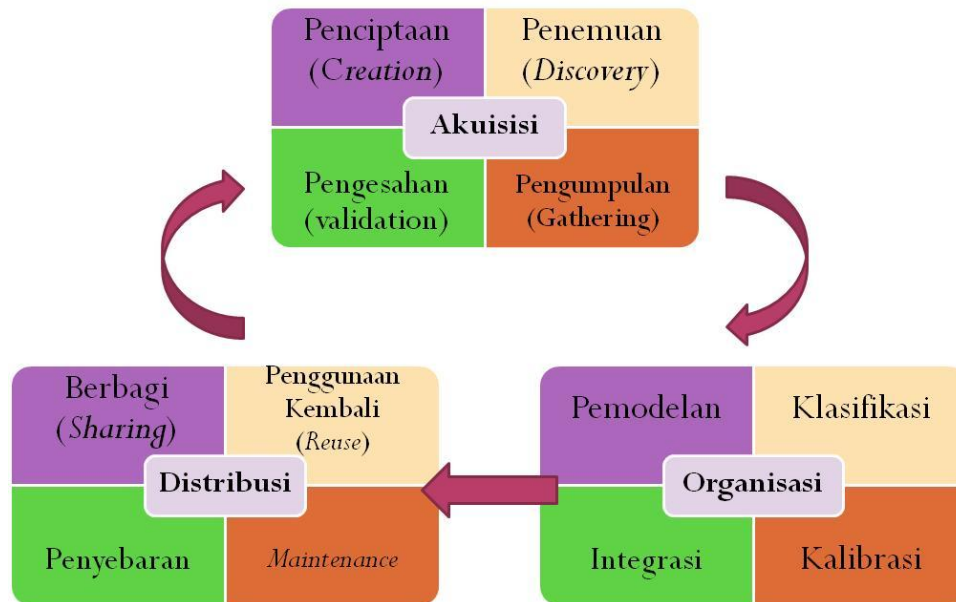 Penciptaan
(Creation)
Penemuan
(Discovery)
Akuisisi
Pengesahan
(validation)
Pengumpulan
(Gathering)
Berbagi
(Sharing)
Penggunaan
Kembali
(Reuse)
Distribusi
Penyebaran
Maintenance
Pemodelan
Klasifikasi
Organisasi
Integrasi
Kalibrasi